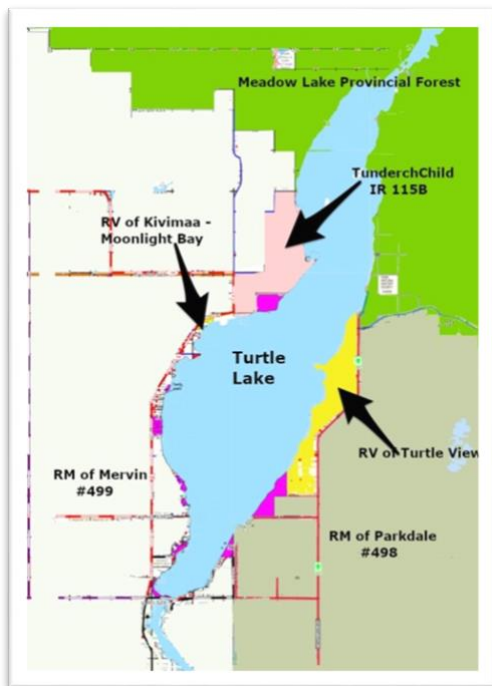 Meadow Lake Provincial Forest
TunderchChild
IR 115B
RV of Kivimaa -
Moonlight Bay
Turtle
Lake
RV of Turtle View
RM of Mervin
#499
RM of Parkdale
#498